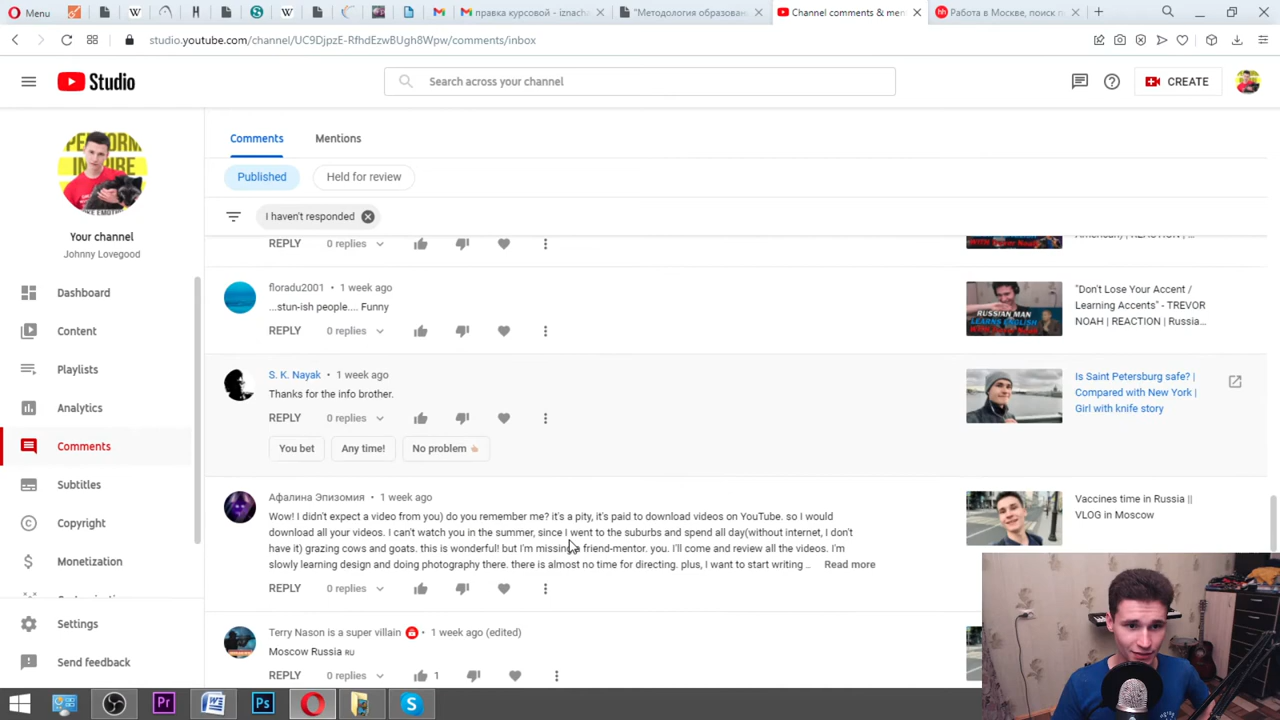 Menu
правка курсовой - iznacha
"Методология образован
Channel comments & men
Работа в Москве, поиск п
studio.youtube.com/channel/UC9DjpzE-RfhdEzwBUgh8Wpw/comments/inbox
Studio
Search across your channel
CREATE
PERFORM
Your channel
Johnny Lovegood
Dashboard
Content
Playlists
Analytics
Comments
Subtitles
Copyright
Monetization
Settings
Send feedback
Comments
Mentions
Published
Held for review
I haven't responded
REPLY
0 replies
floradu2001 • 1 week ago
...stun-ish people.... Funny
REPLY
0 replies
"Don't Lose Your Accent /
Learning Accents" - TREVOR
NOAH | REACTION | Russia...
RUSSIAN MAN
LEARNS ENGLISH
S. K. Nayak • 1 week ago
Thanks for the info brother.
REPLY
0 replies
You bet
Any time!
No problem
Is Saint Petersburg safe? |
Compared with New York |
Girl with knife story
Афалина Эпизомия • 1 week ago
Wow! I didn't expect a video from you) do you remember me? it's a pity, it's paid to download videos on YouTube. so I would
download all your videos. I can't watch you in the summer, since I went to the suburbs and spend all day(without internet, I don't
have it) grazing cows and goats. this is wonderful! but I'm missing a friend-mentor. you. I'll come and review all the videos. I'm
slowly learning design and doing photography there. there is almost no time for directing. plus, I want to start writing ..
Read more
REPLY
0 replies
Vaccines time in Russia ||
VLOG in Moscow
Terry Nason is a super villain
• 1 week ago (edited)
Moscow Russia RU
REPLY
0 replies
1
Pr
Ps